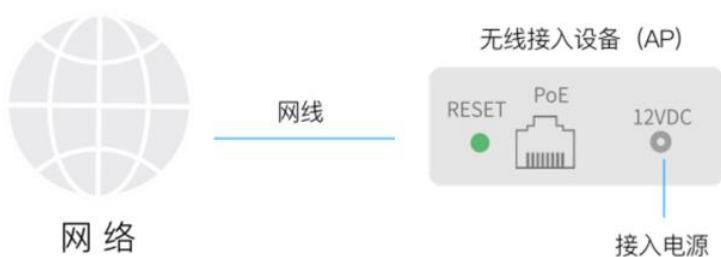 无线接入设备（AP）
网线
RESET
PoE
12VDC
网 络
接入电源